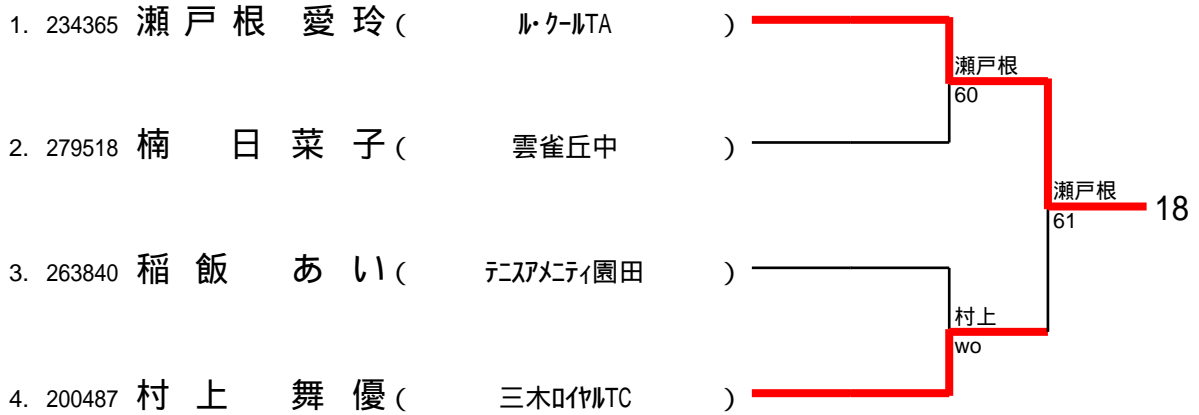 1. 234365 瀬戸根 愛玲 ( ﾙ･ｸｰﾙTA )
瀬戸根
60
2. 279518 楠 日菜子 ( 雲雀丘中 )
瀬戸根
61
18
3. 263840 稲飯 あい ( ﾃﾆｽｱﾒﾆﾃｨ園田 )
村上
wo
4. 200487 村上 舞優 ( 三木ﾛｲﾔﾙTC )